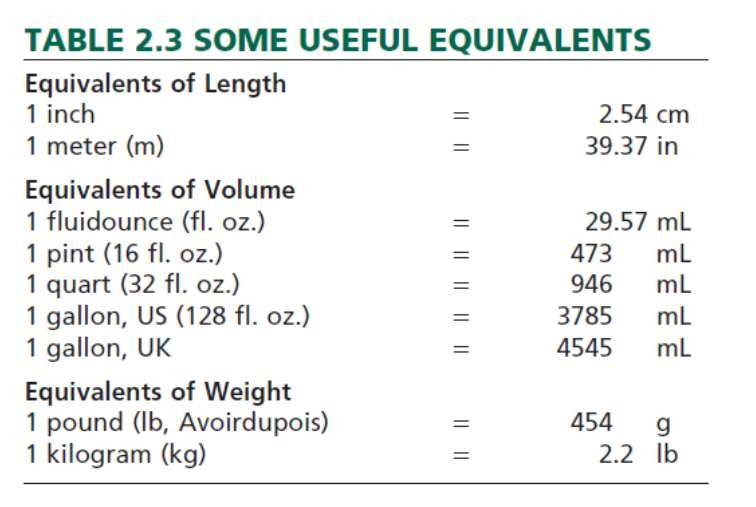 TABLE 2.3 SOME USEFUL EQUIVALENTS
Equivalents of Length
1 inch = 2.54 cm
1 meter (m) = 39.37 in
Equivalents of Volume
1 fluidounce (fl. oz.) = 29.57 mL
1 pint (16 fl. oz.) = 473 mL
1 quart (32 fl. oz.) = 946 mL
1 gallon, US (128 fl. oz.) = 3785 mL
1 gallon, UK = 4545 mL
Equivalents of Weight
1 pound (lb, Avoirdupois) = 454 g
1 kilogram (kg) = 2.2 lb